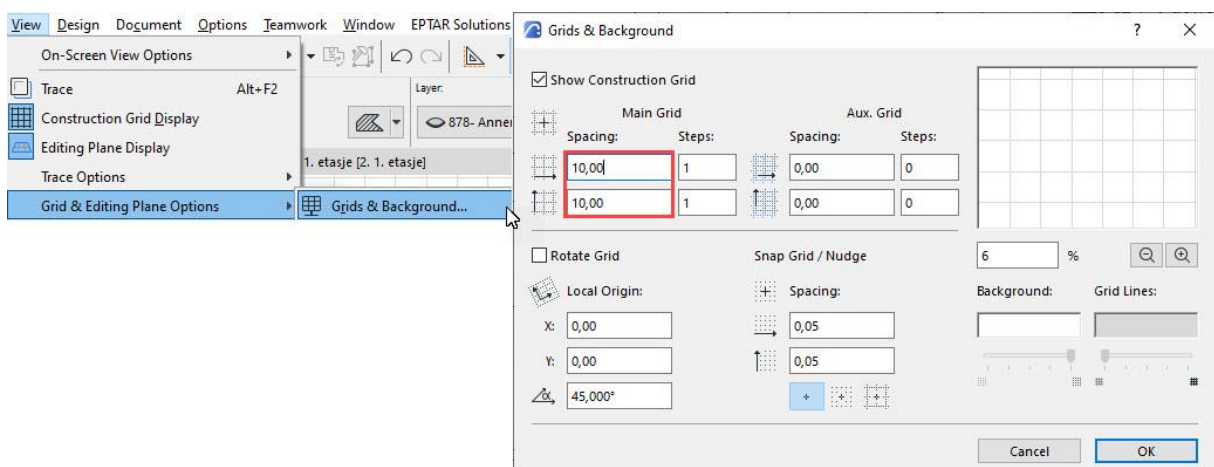 View Design Document Options Teamwork Window EPTAR Solutions
On-Screen View Options
Trace Alt+F2
Construction Grid Display
Editing Plane Display
Trace Options
Grid & Editing Plane Options
Grids & Background...
Layer:
878- Anne
1. etasje [2. 1. etasje]
Grids & Background ? X
Show Construction Grid
Main Grid Aux. Grid
Spacing: Steps: Spacing: Steps:
10,00 1 0,00 0
10,00 1 0,00 0
Rotate Grid Snap Grid / Nudge 6 %
Local Origin: Spacing: Background: Grid Lines:
X: 0,00 0,05
Y: 0,00 0,05
α, 45,000°
Cancel OK